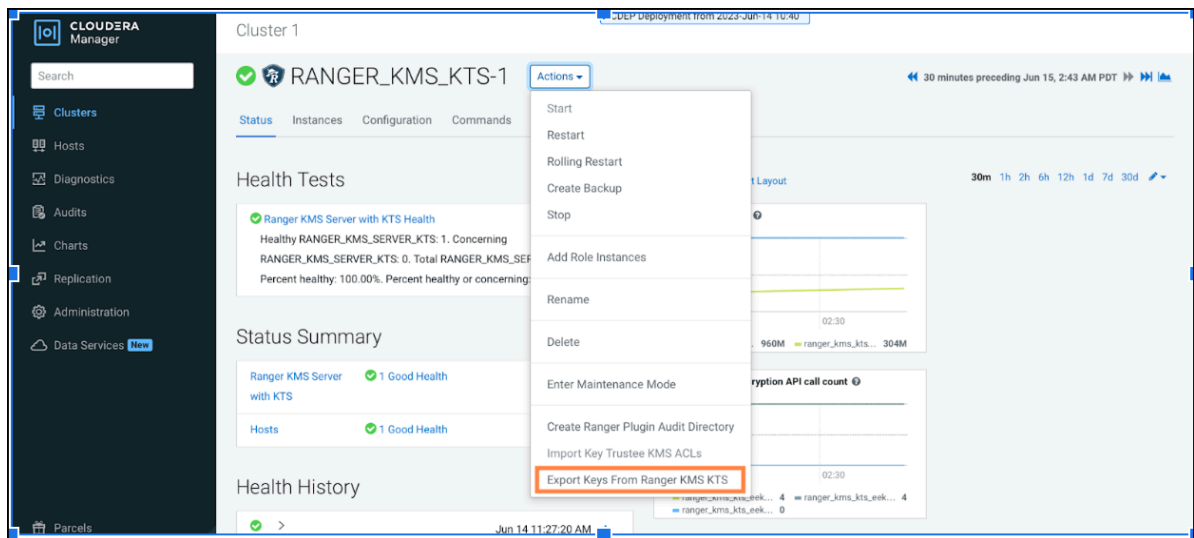 CLOUDERA
Manager
Search
Clusters
Hosts
Diagnostics
Audits
Charts
Replication
Administration
Data Services New
Parcels
CDEP Deployment from 2023-Jun-14 10:40
Cluster 1
RANGER_KMS_KTS-1
Actions
30 minutes preceding Jun 15, 2:43 AM PDT
Status Instances Configuration Commands
Start
Restart
Rolling Restart
Create Backup
Stop
Add Role Instances
Rename
Delete
Enter Maintenance Mode
Create Ranger Plugin Audit Directory
Import Key Trustee KMS ACLs
Export Keys From Ranger KMS KTS
Health Tests
Ranger KMS Server with KTS Health
Healthy RANGER_KMS_SERVER_KTS: 1. Concerning
RANGER_KMS_SERVER_KTS: 0. Total RANGER_KMS_SER
Percent healthy: 100.00%. Percent healthy or concerning:
Status Summary
Ranger KMS Server
with KTS
1 Good Health
Hosts
1 Good Health
Health History
Jun 14 11:27:20 AM
t Layout
30m 1h 2h 6h 12h 1d 7d 30d
02:30
960M ranger_kms_kts... 304M
ryption API call count
02:30
ranger_kms_kts_eek... 4 ranger_kms_kts_eek... 4
ranger_kms_kts_eek... 0